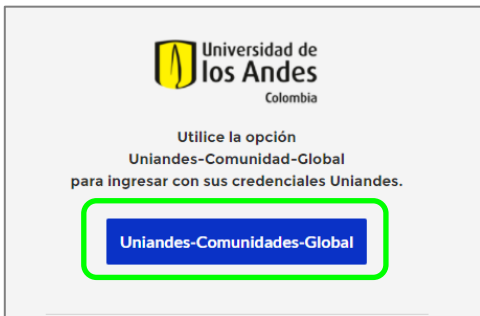 Universidad de
los Andes
Colombia
Utilice la opción
Uniandes-Comunidad-Global
para ingresar con sus credenciales Uniandes.
Uniandes-Comunidades-Global